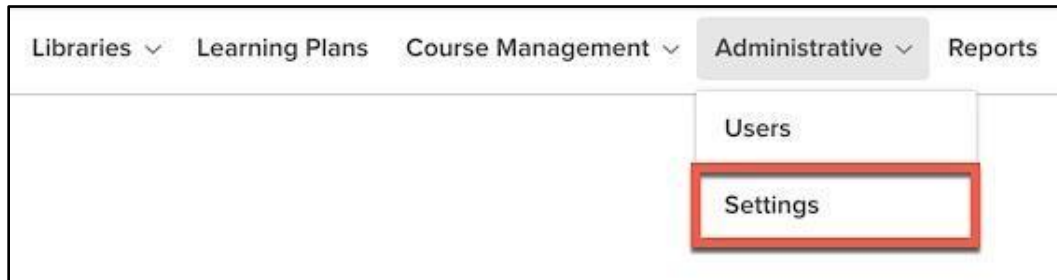 Libraries Learning Plans Course Management Administrative Reports
Users
Settings